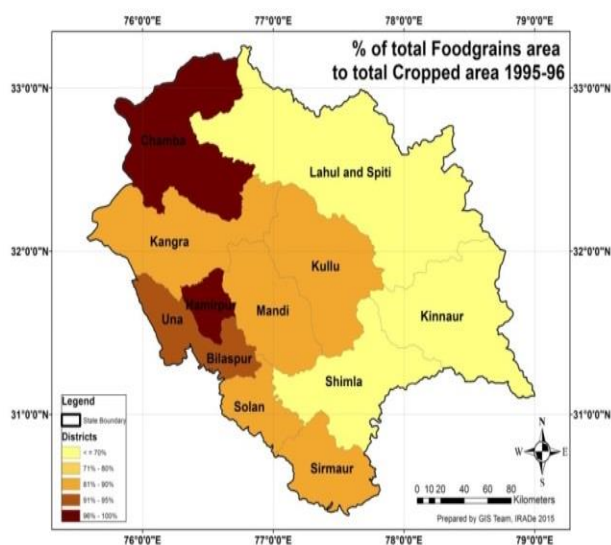 % of total Foodgrains area
to total Cropped area 1995-96
76°0'0"E 77°0'0"E 78°0'0"E 79°0'0"E
33°0'0"N 33°0'0"N
Chamba
Lahul and Spiti
32°0'0"N 32°0'0"N
Kangra
Kullu
Hamirpur
Mandi
Una
Kinnaur
Bilaspur
Shimla
Solan
31°0'0"N 31°0'0"N
Sirmaur
Legend
State Boundary
Districts
< = 70%
71% - 80%
81% - 90%
91% - 95%
96% - 100%
N
W E
S
0 10 20 40 60 80
Kilometers
Prepared by GIS Team, IRADe 2015
76°0'0"E 77°0'0"E 78°0'0"E 79°0'0"E